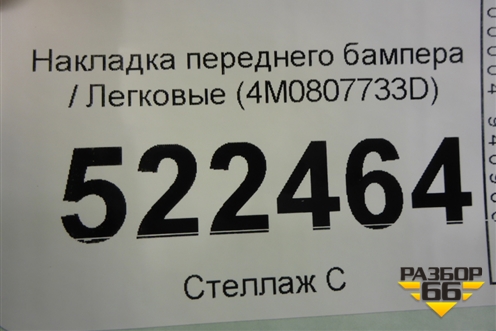 Накладка переднего бампера
/ Легковые (4M0807733D)
522464
Стеллаж С
РАЗБОР
66